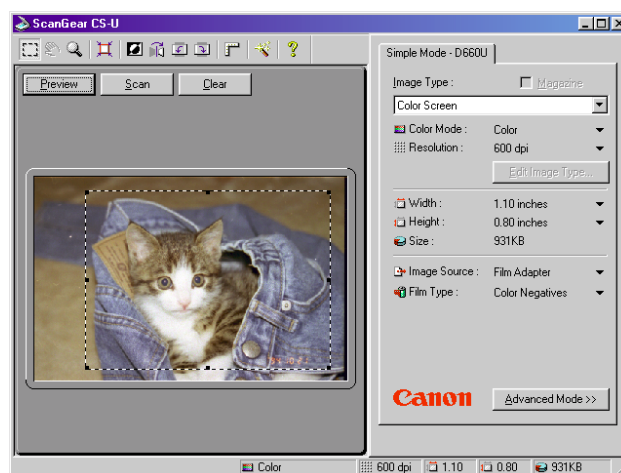 ScanGear CS-U
Preview
Scan
Clear
Simple Mode - D660U
Image Type :
Magazine
Color Screen
Color Mode :
Color
Resolution :
600 dpi
Edit Image Type...
Width :
1.10 inches
Height :
0.80 inches
Size :
931KB
Image Source :
Film Adapter
Film Type :
Color Negatives
Canon
Advanced Mode >>
Color
600 dpi
1.10
0.80
931KB